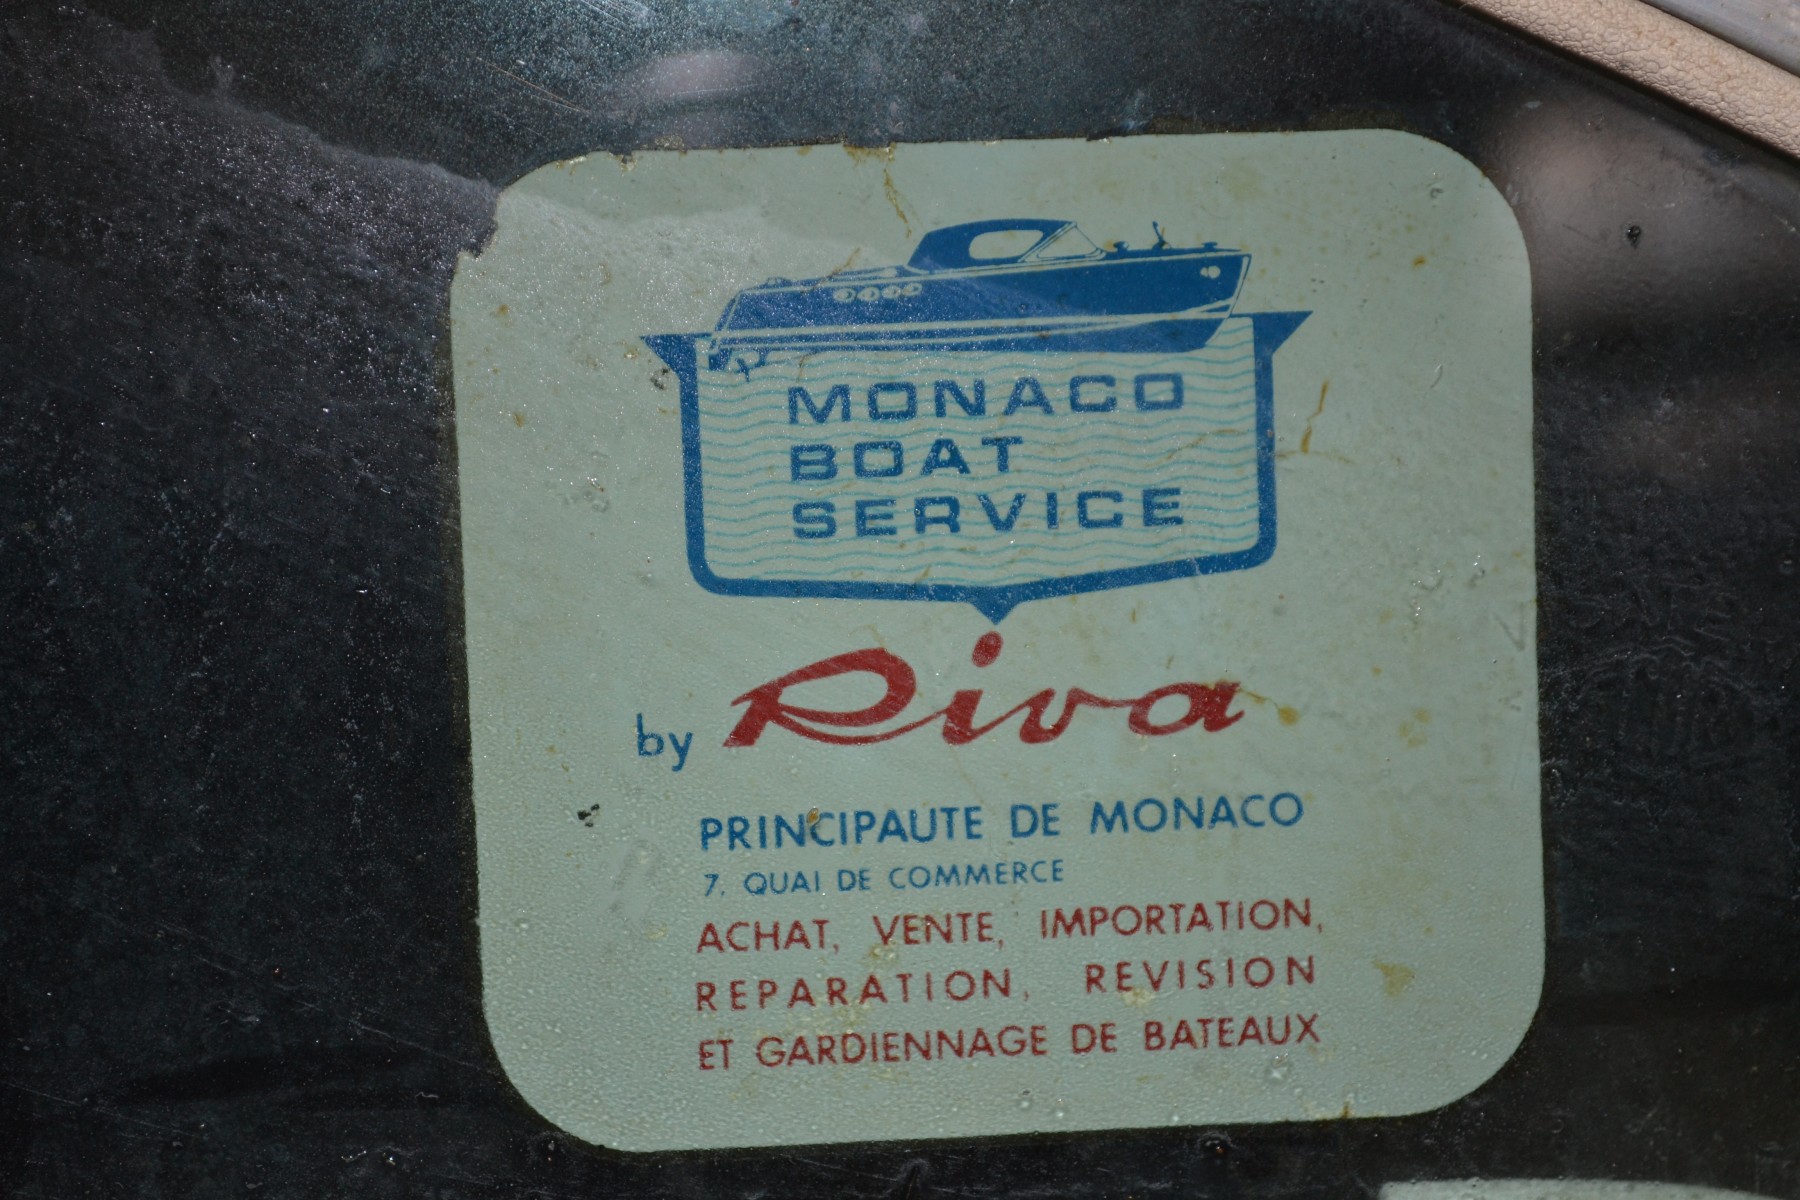 MONACO
BOAT
SERVICE
by Riva
PRINCIPAUTE DE MONACO
7. QUAI DE COMMERCE
ACHAT, VENTE, IMPORTATION,
REPARATION, REVISION
ET GARDIENNAGE DE BATEAUX